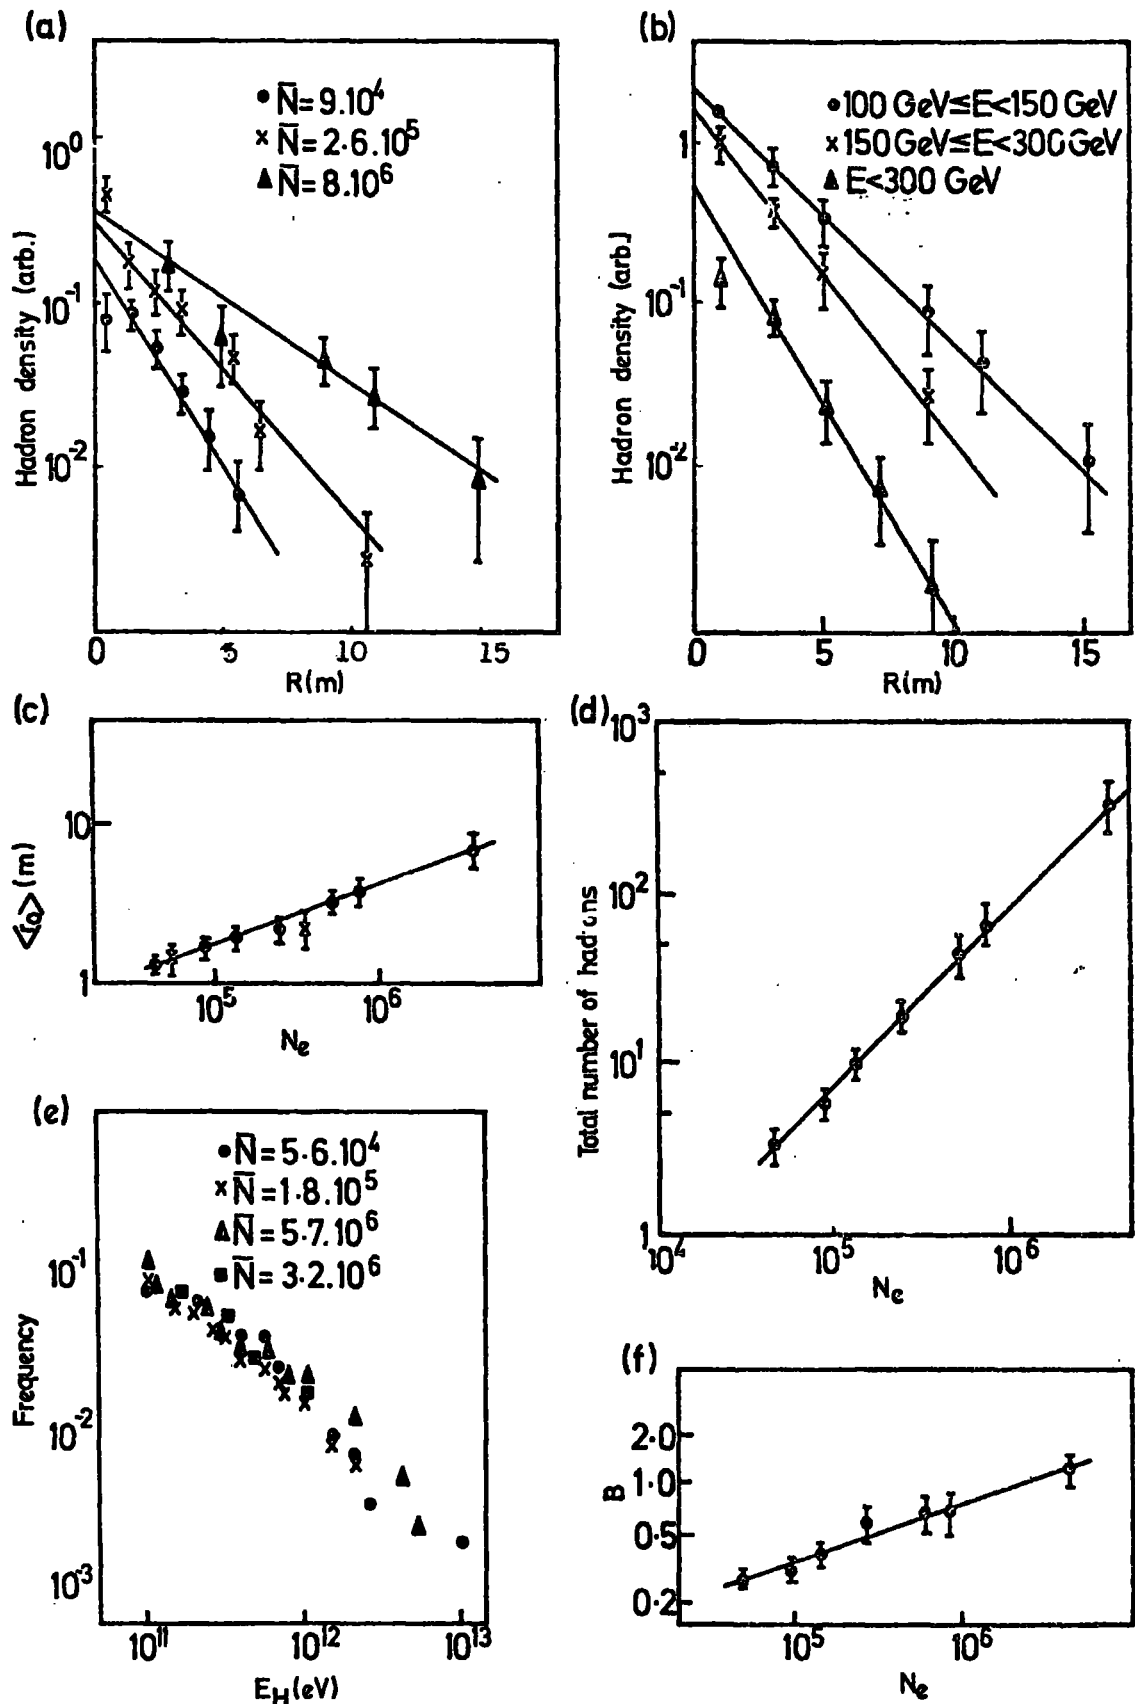 (a)
• N̄=9.10⁴
× N̄=2·6.10⁵
▲ N̄=8.10⁶
10⁰
10⁻¹
10⁻²
Hadron density (arb.)
0 5 10 15
R(m)
(b)
100 GeV≤E<150 GeV
× 150 GeV≤E<300 GeV
▲ E<300 GeV
1
10⁻¹
10⁻²
Hadron density (arb.)
0 5 10 15
R(m)
(c)
10
1
<r₀>(m)
10⁵ 10⁶
Nₑ
(d)
10³
10²
10¹
1
Total number of hadrons
10⁴ 10⁵ 10⁶
Nₑ
(e)
• N̄=5·6.10⁴
× N̄=1·8.10⁵
▲ N̄=5·7.10⁶
■ N̄=3·2.10⁶
10⁻¹
10⁻²
10⁻³
Frequency
10¹¹ 10¹² 10¹³
E_H(eV)
(f)
2·0
1·0
0·5
0·2
B
10⁵ 10⁶
Nₑ